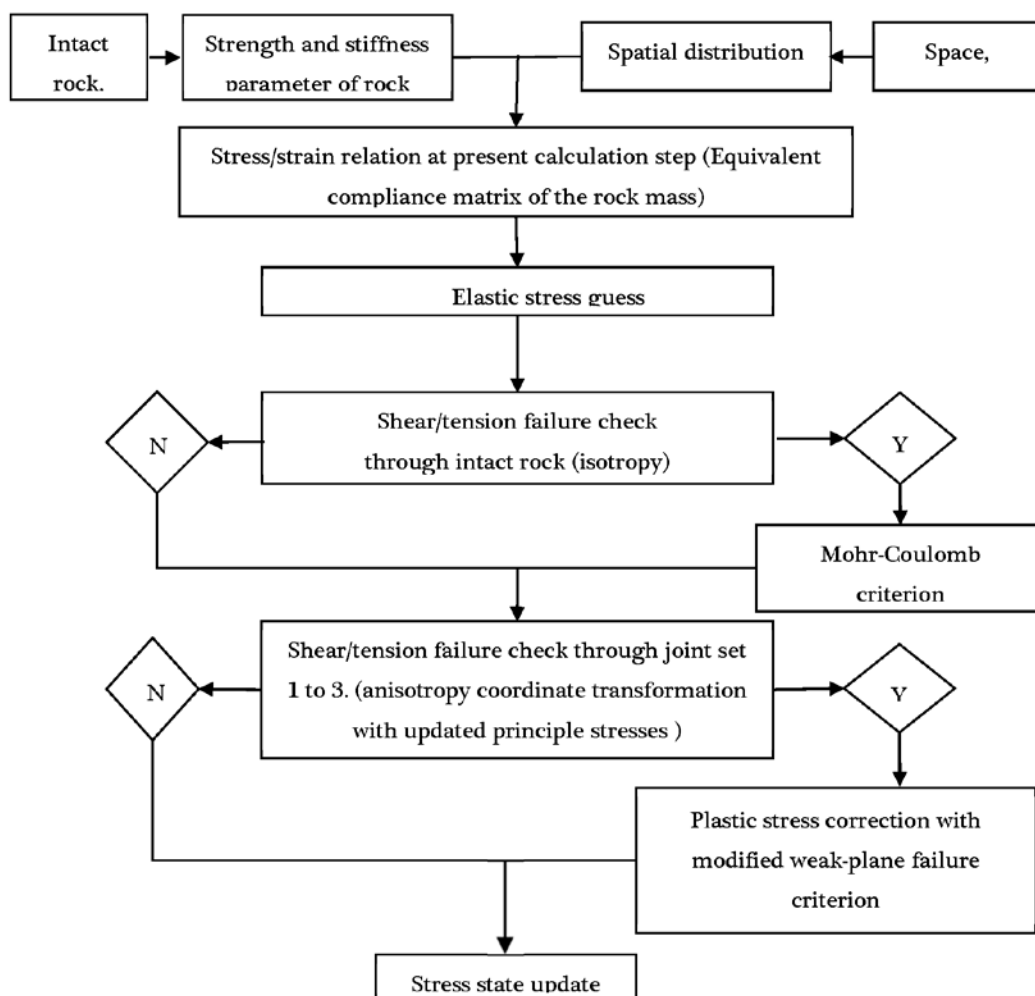 Intact
rock.
Strength and stiffness
parameter of rock
Spatial distribution
Space,
Stress/strain relation at present calculation step (Equivalent
compliance matrix of the rock mass)
Elastic stress guess
Shear/tension failure check
through intact rock (isotropy)
N
Y
Mohr-Coulomb
criterion
Shear/tension failure check through joint set
1 to 3. (anisotropy coordinate transformation
with updated principle stresses )
N
Y
Plastic stress correction with
modified weak-plane failure
criterion
Stress state update